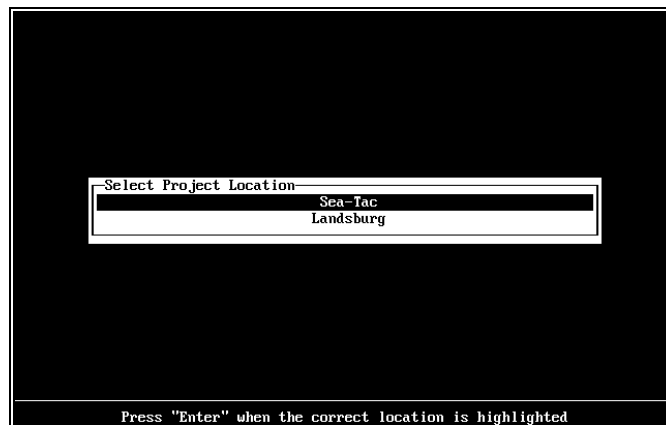 Select Project Location
Sea-Tac
Landsburg
Press "Enter" when the correct location is highlighted